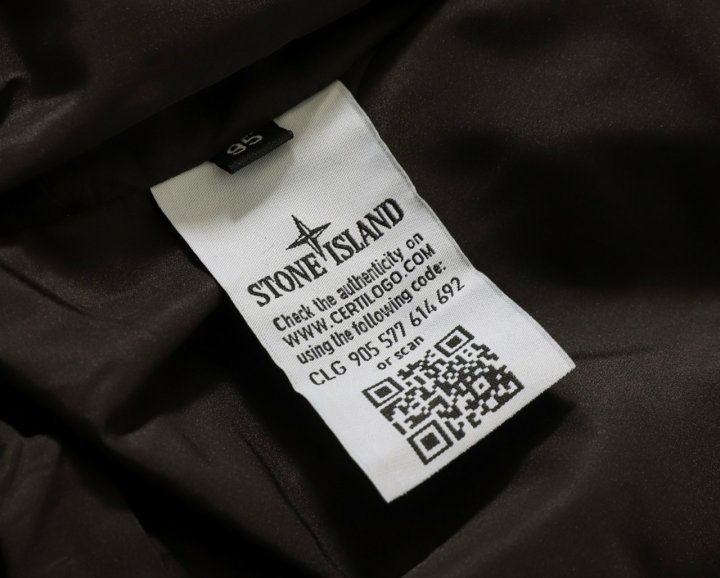 95
STONE ISLAND
Check the authenticity on
WWW.CERTILOGO.COM
using the following code:
CLG 905 577 614 692
or scan